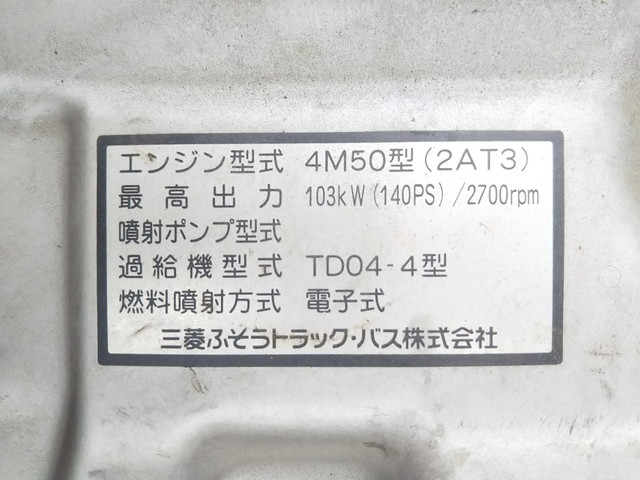 エンジン型式 4M50型(2AT3)
最高出力 103kW(140PS)/2700rpm
噴射ポンプ型式
過給機型式 TD04-4型
燃料噴射方式 電子式
三菱ふそうトラック・バス株式会社